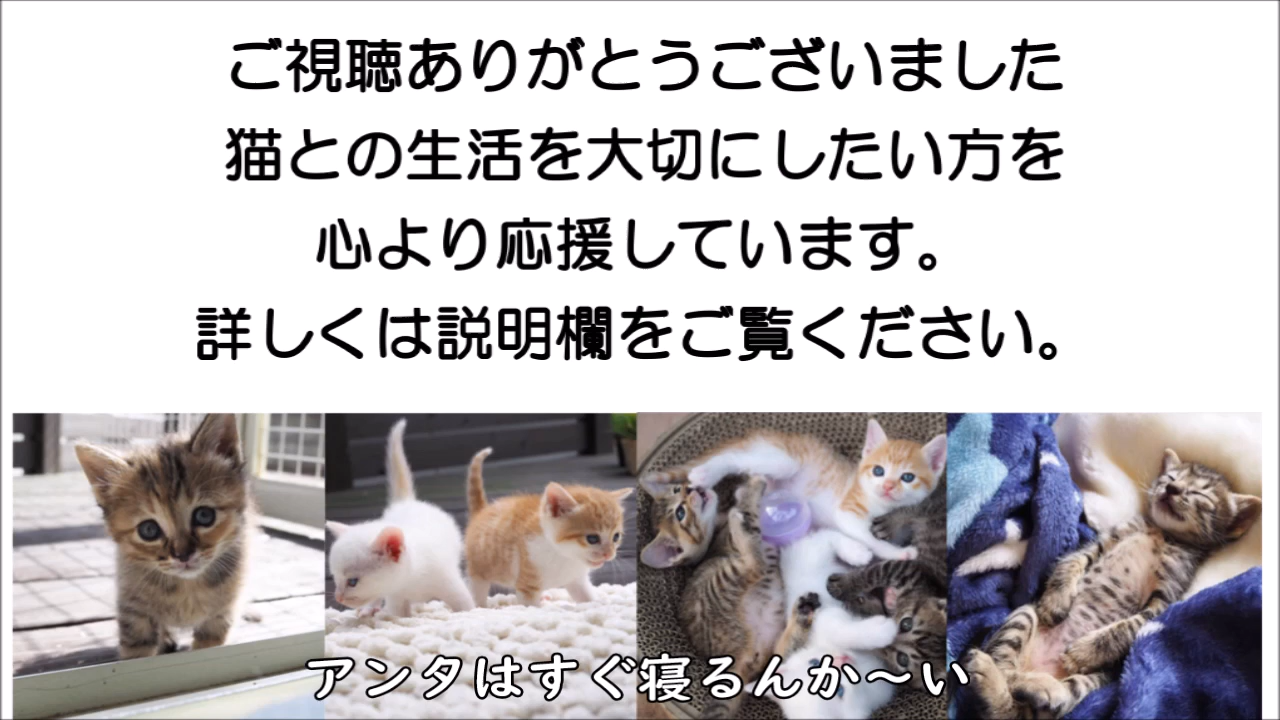 ご視聴ありがとうございました
猫との生活を大切にしたい方を
心より応援しています。
詳しくは説明欄をご覧ください。
アンタはすぐ寝るんか～い